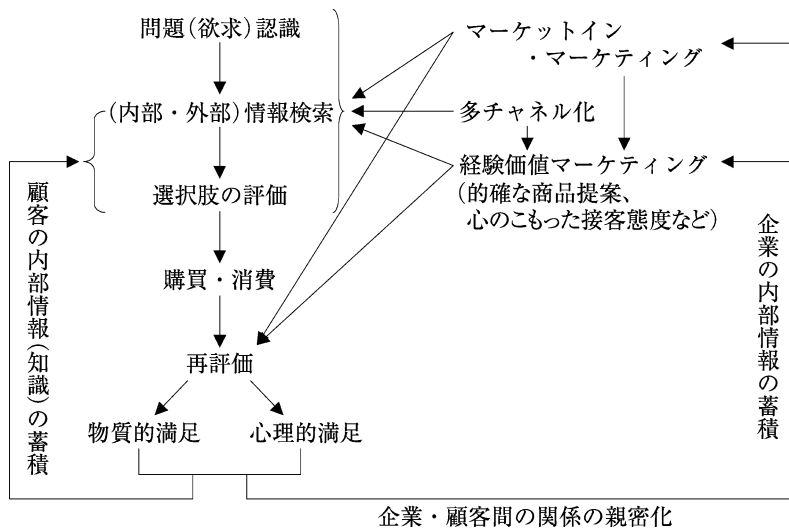 問題(欲求)認識
(内部・外部)情報検索
選択肢の評価
購買・消費
再評価
物質的満足
心理的満足
マーケットイン
・マーケティング
多チャネル化
経験価値マーケティング
(的確な商品提案、
心のこもった接客態度など)
顧客の内部情報(知識)の蓄積
企業の内部情報の蓄積
企業・顧客間の関係の親密化